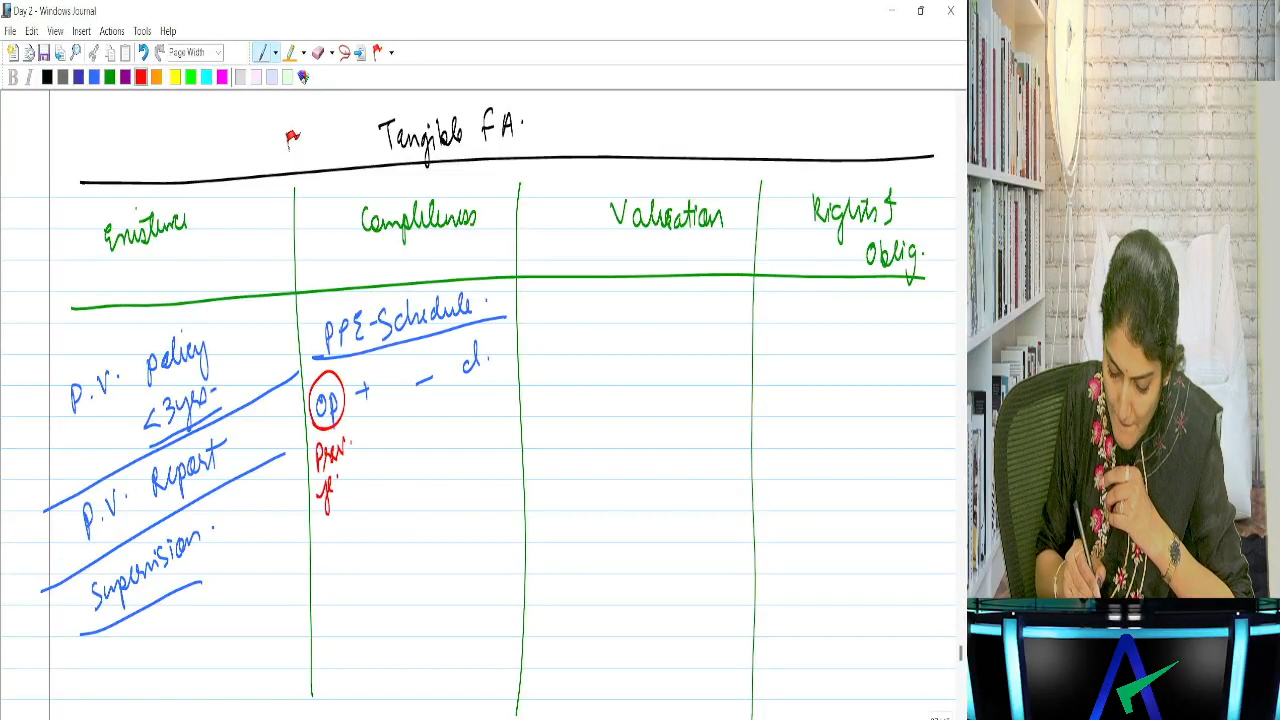 Day 2 - Windows Journal
File Edit View Insert Actions Tools Help
Page Width
B I
Tangible FA.
Existence
Completeness
Valuation
Rights &
Oblig.
P.V. policy
<3yrs-
P.V. Report
Supervision.
PPE-Schedule.
Op + - cl.
Prev.
yr.